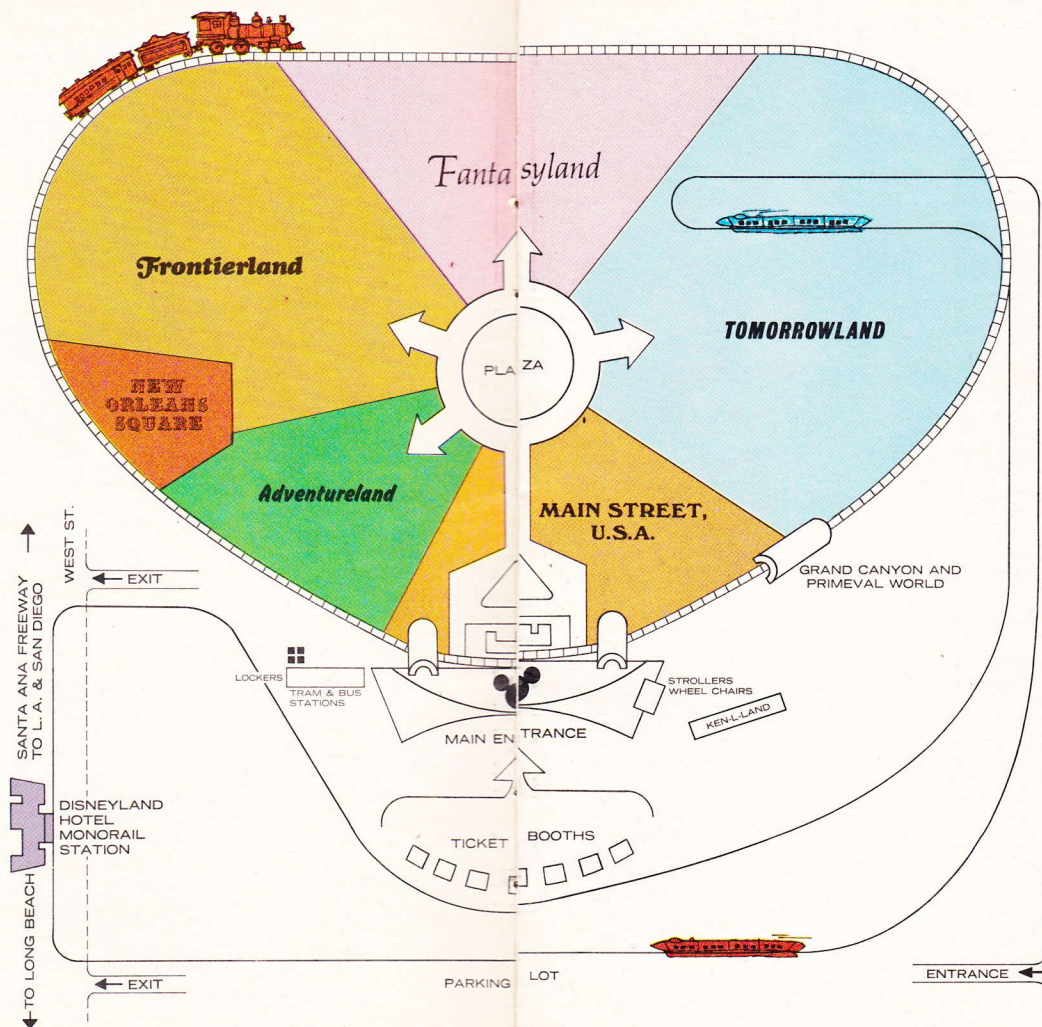 Fantasyland
Frontierland
TOMORROWLAND
PLAZA
NEW
ORLEANS
SQUARE
Adventureland
MAIN STREET,
U.S.A.
GRAND CANYON AND
PRIMEVAL WORLD
WEST ST.
SANTA ANA FREEWAY
TO L.A. & SAN DIEGO
EXIT
LOCKERS
TRAM & BUS
STATIONS
STROLLERS
WHEEL CHAIRS
KEN-L-LAND
MAIN ENTRANCE
DISNEYLAND
HOTEL
MONORAIL
STATION
TICKET BOOTHS
TO LONG BEACH
EXIT
PARKING LOT
ENTRANCE